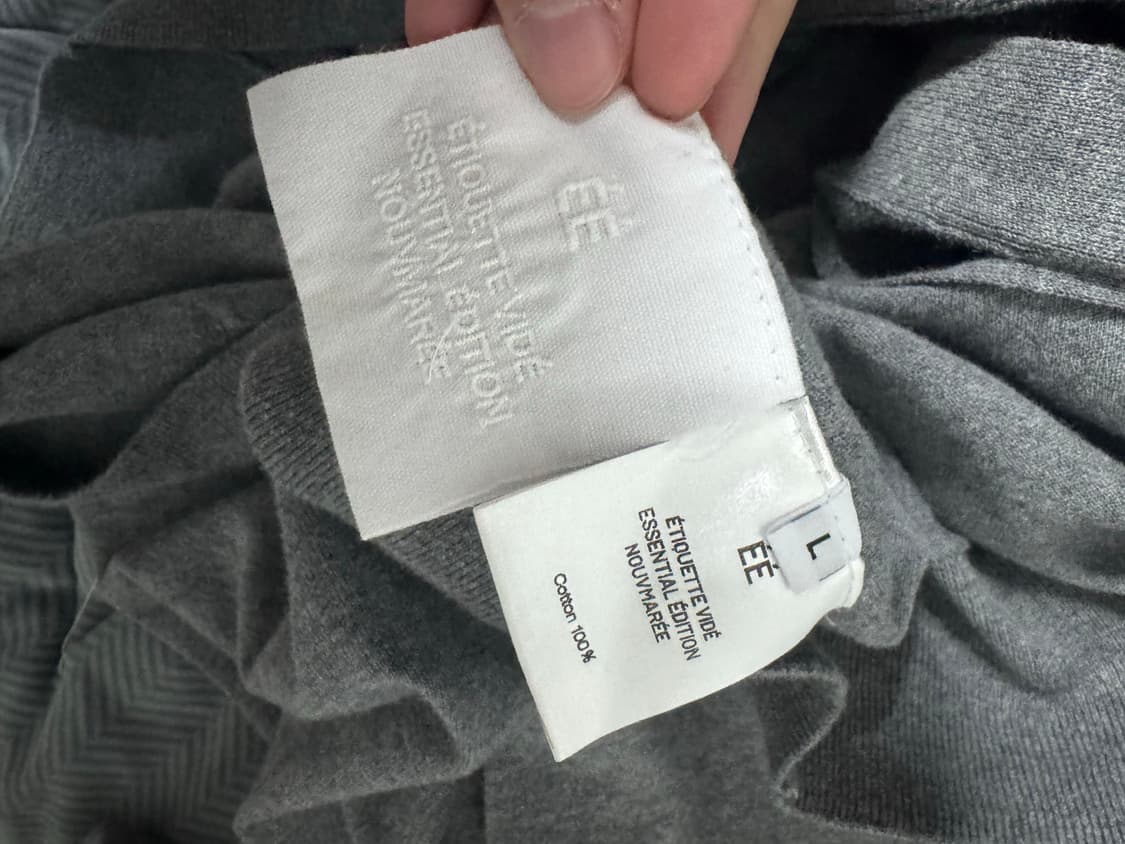 ÉÉ
ÉTIQUETTE VIDÉ
ESSENTIAL ÉDITION
NOUVMARÉE
L
ÉÉ
ÉTIQUETTE VIDÉ
ESSENTIAL ÉDITION
NOUVMARÉE
Cotton 100%